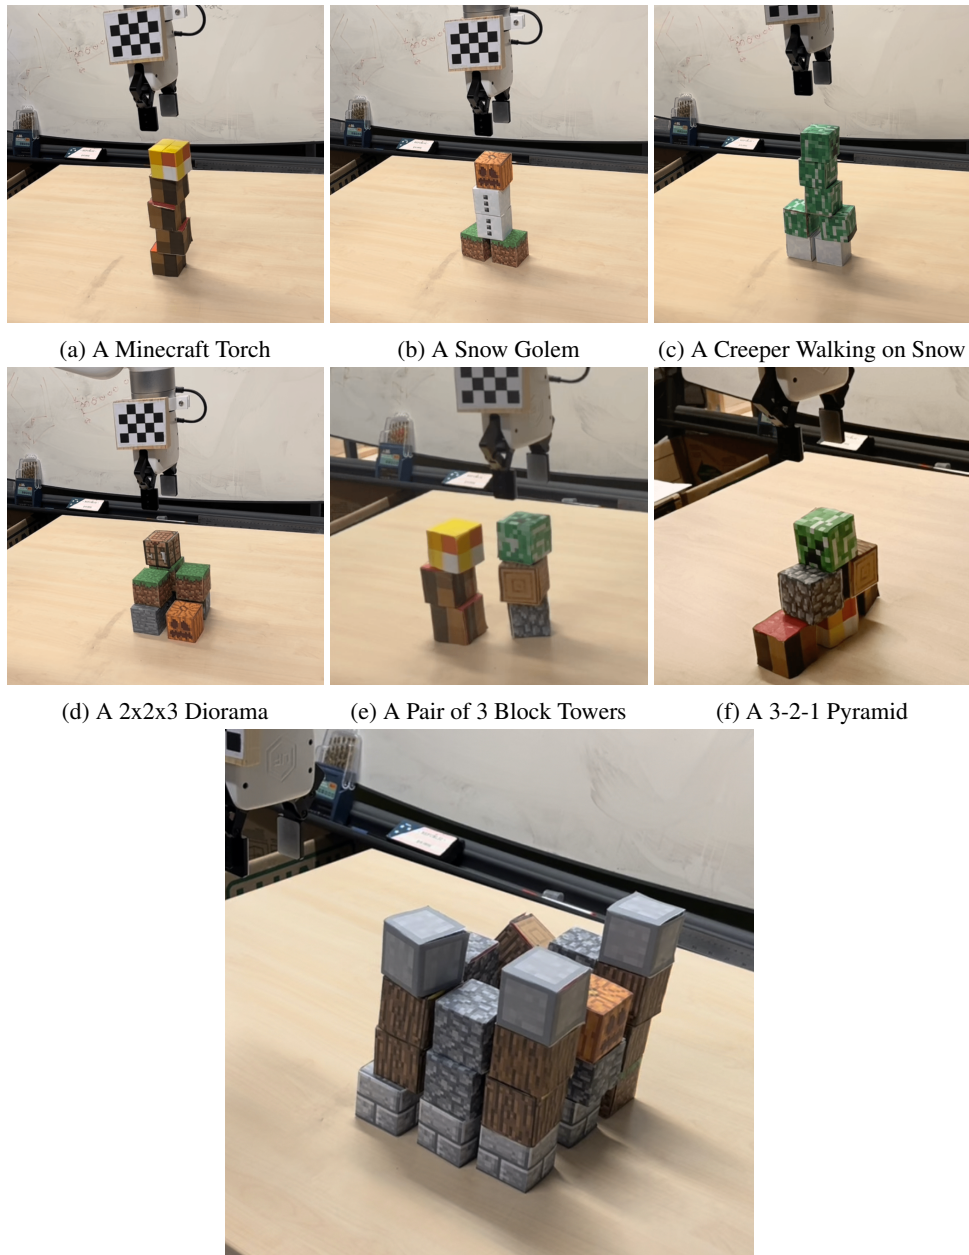 (a) A Minecraft Torch
(b) A Snow Golem
(c) A Creeper Walking on Snow
(d) A 2x2x3 Diorama
(e) A Pair of 3 Block Towers
(f) A 3-2-1 Pyramid